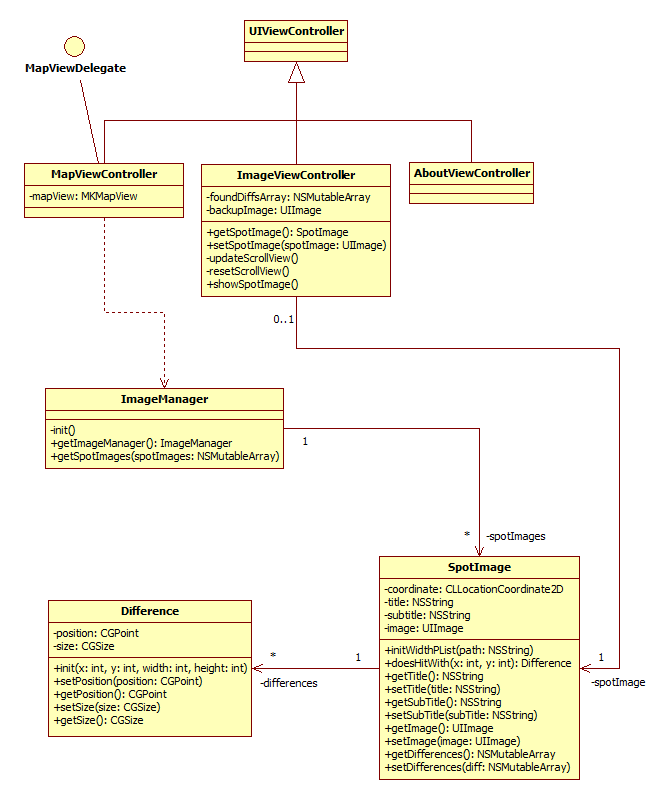 UIViewController
MapViewDelegate
MapViewController
-mapView: MKMapView
ImageViewController
-foundDiffsArray: NSMutableArray
-backupImage: UIImage
+getSpotImage(): SpotImage
+setSpotImage(spotImage: UIImage)
-updateScrollView()
-resetScrollView()
+showSpotImage()
AboutViewController
0..1
ImageManager
-init()
+getImageManager(): ImageManager
+getSpotImages(spotImages: NSMutableArray)
1
* -spotImages
SpotImage
-coordinate: CLLocationCoordinate2D
-title: NSString
-subtitle: NSString
-image: UIImage
+initWidthPList(path: NSString)
+doesHitWith(x: int, y: int): Difference
+getTitle(): NSString
+setTitle(title: NSString)
+getSubTitle(): NSString
+setSubTitle(subTitle: NSString)
+getImage(): UIImage
+setImage(image: UIImage)
+getDifferences(): NSMutableArray
+setDifferences(diff: NSMutableArray)
1
-spotImage
Difference
-position: CGPoint
-size: CGSize
+init(x: int, y: int, width: int, height: int)
+setPosition(position: CGPoint)
+getPosition(): CGPoint
+setSize(size: CGSize)
+getSize(): CGSize
* 1
-differences